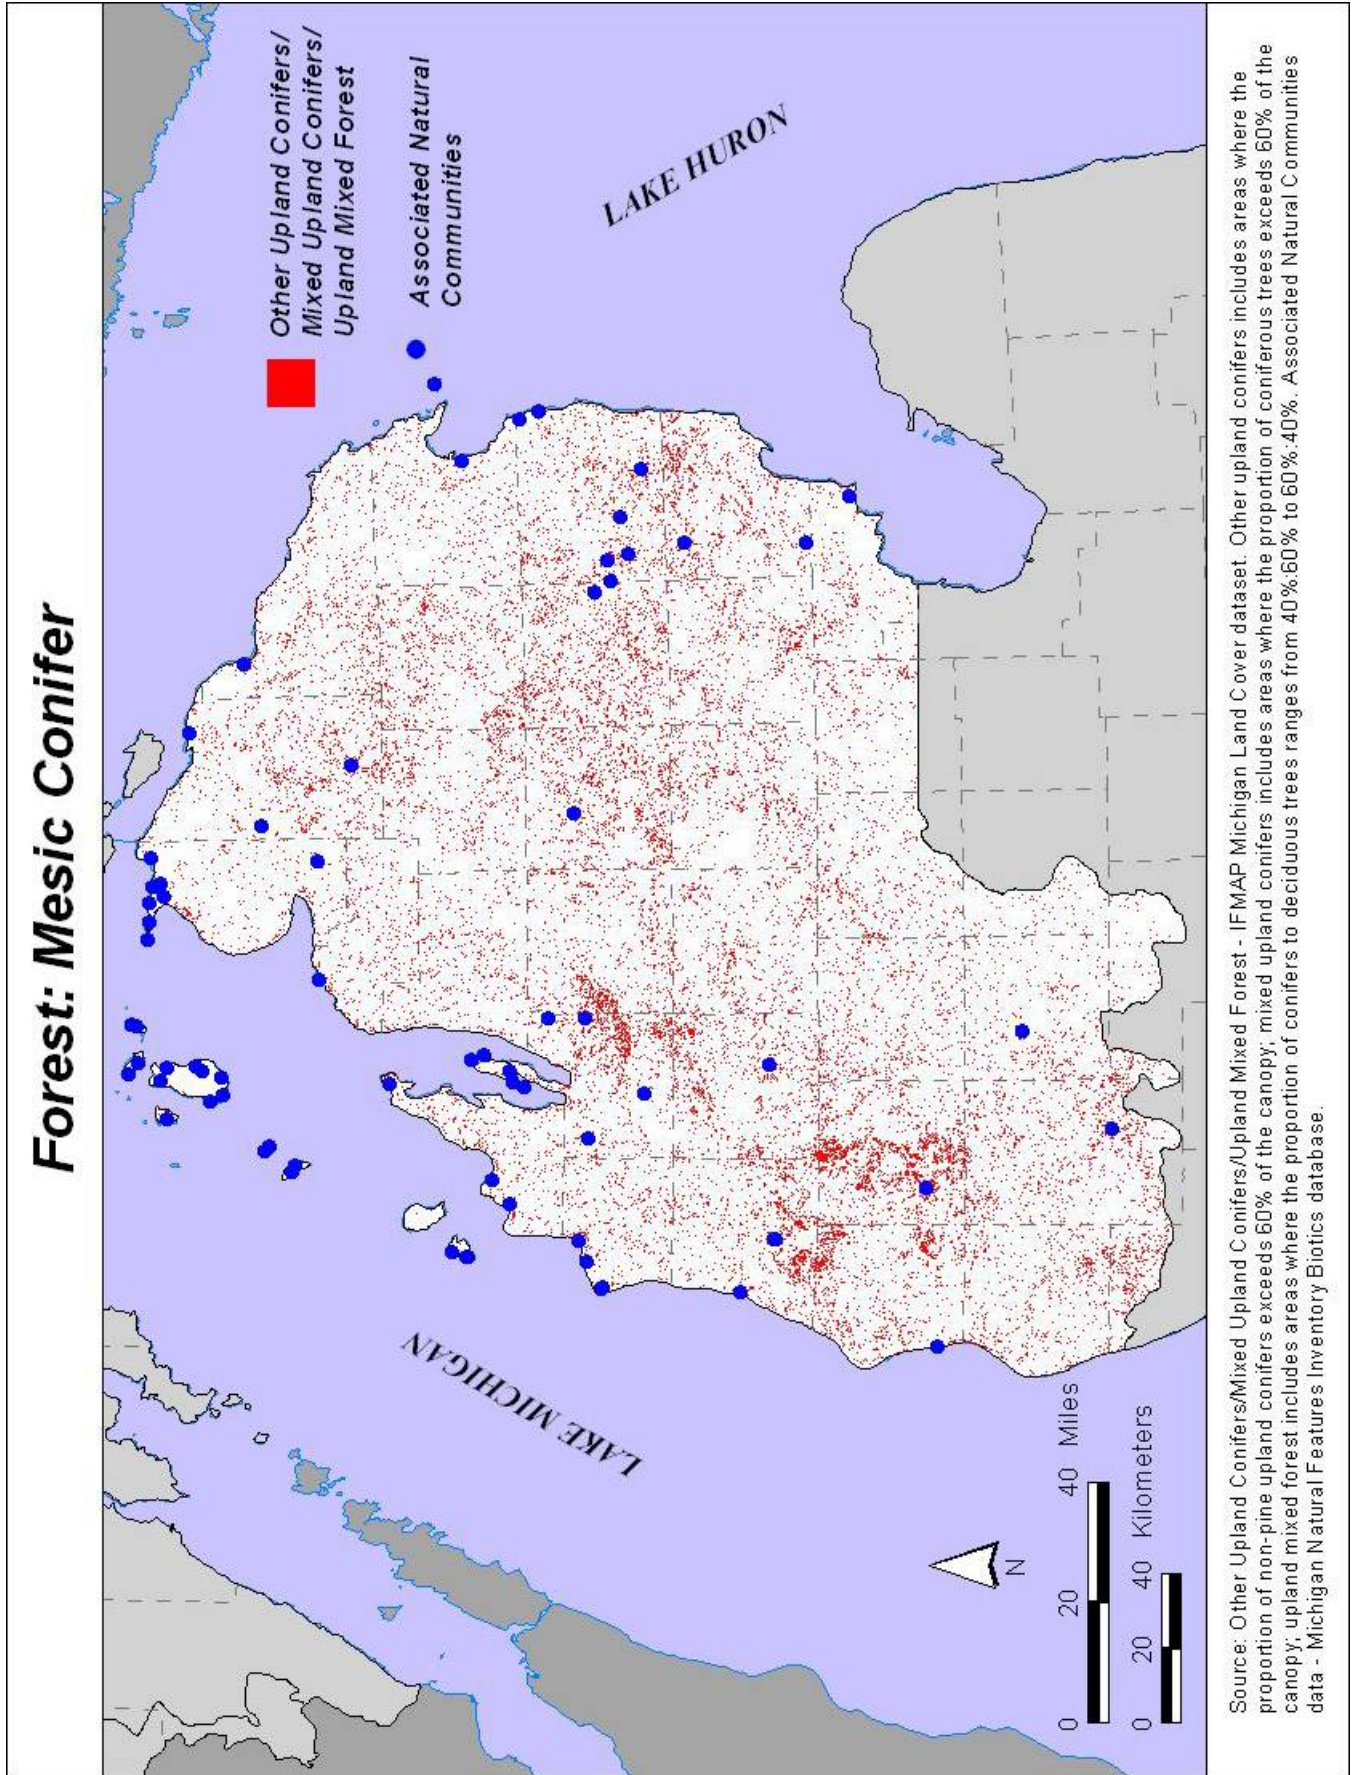 Forest: Mesic Conifer
Other Upland Conifers/
Mixed Upland Conifers/
Upland Mixed Forest
Associated Natural
Communities
LAKE HURON
LAKE MICHIGAN
N
0 20 40 Miles
0 20 40 Kilometers
Source: Other Upland Conifers/Mixed Upland Conifers/Upland Mixed Forest - IFMAP Michigan Land Cover dataset. Other upland conifers includes areas where the
proportion of non-pine upland conifers exceeds 60% of the canopy; mixed upland conifers includes areas where the proportion of coniferous trees exceeds 60% of the
canopy; upland mixed forest includes areas where the proportion of conifers to deciduous trees ranges from 40%:60% to 60%:40%. Associated Natural Communities
data - Michigan Natural Features Inventory Biotics database.